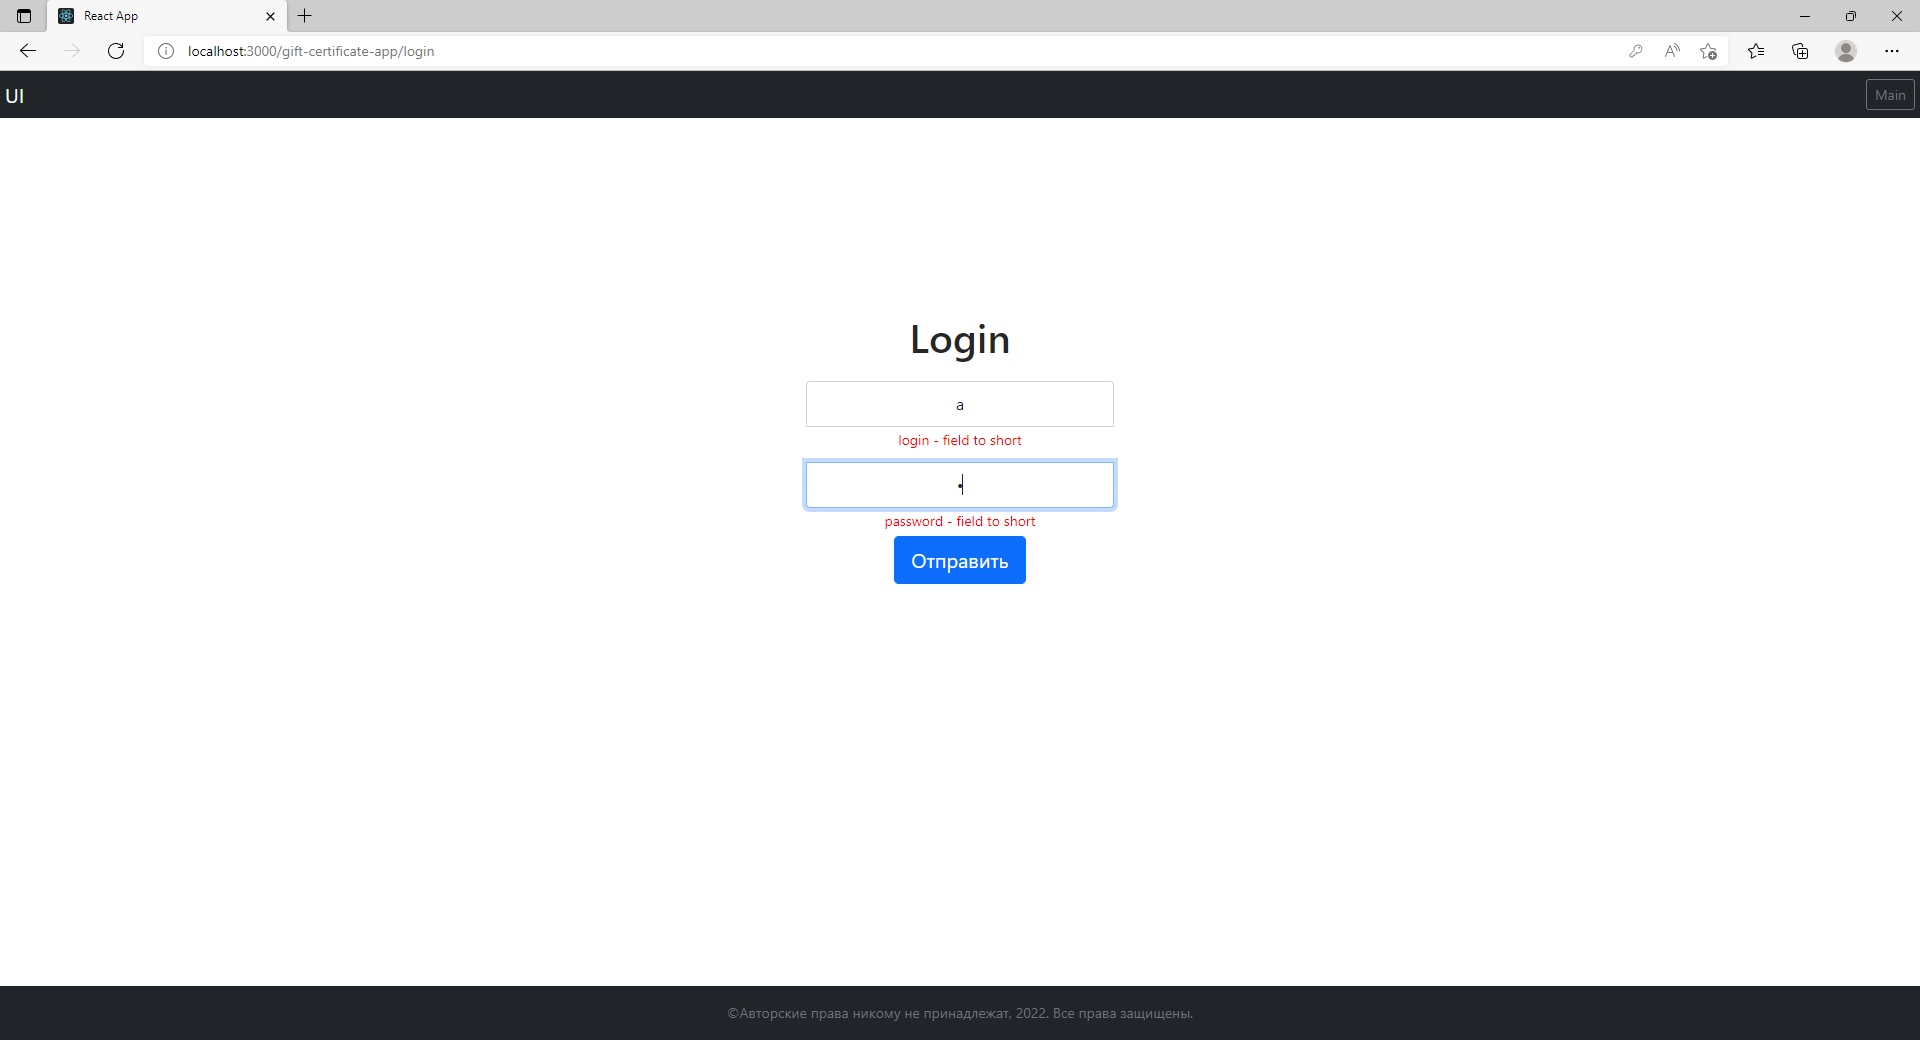 React App
localhost:3000/gift-certificate-app/login
UI
Main
Login
a
login - field to short
•
password - field to short
Отправить
©Авторские права никому не принадлежат, 2022. Все права защищены.